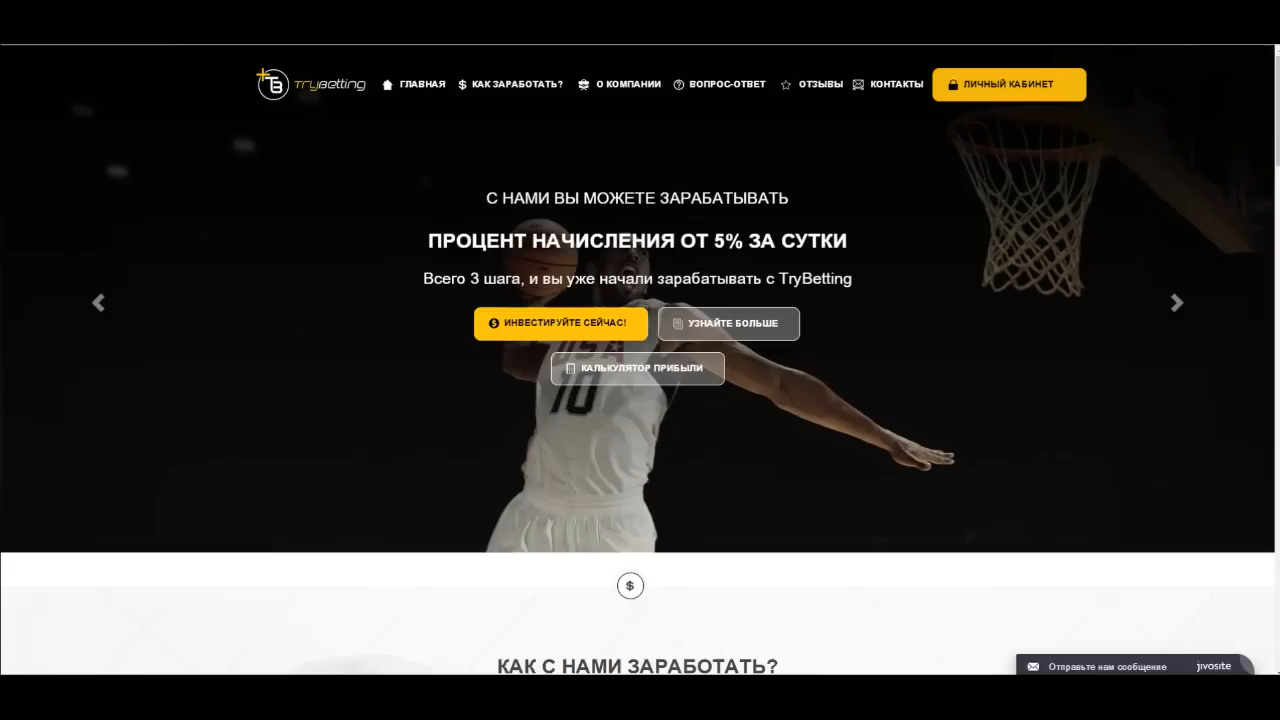 TB TryBetting ГЛАВНАЯ $ КАК ЗАРАБОТАТЬ? О КОМПАНИИ ВОПРОС-ОТВЕТ ОТЗЫВЫ КОНТАКТЫ ЛИЧНЫЙ КАБИНЕТ
С НАМИ ВЫ МОЖЕТЕ ЗАРАБАТЫВАТЬ
ПРОЦЕНТ НАЧИСЛЕНИЯ ОТ 5% ЗА СУТКИ
Всего 3 шага, и вы уже начали зарабатывать с TryBetting
ИНВЕСТИРУЙТЕ СЕЙЧАС! УЗНАЙТЕ БОЛЬШЕ
USA
КАЛЬКУЛЯТОР ПРИБЫЛИ
10
$
КАК С НАМИ ЗАРАБОТАТЬ?
Отправьте нам сообщение jivosite